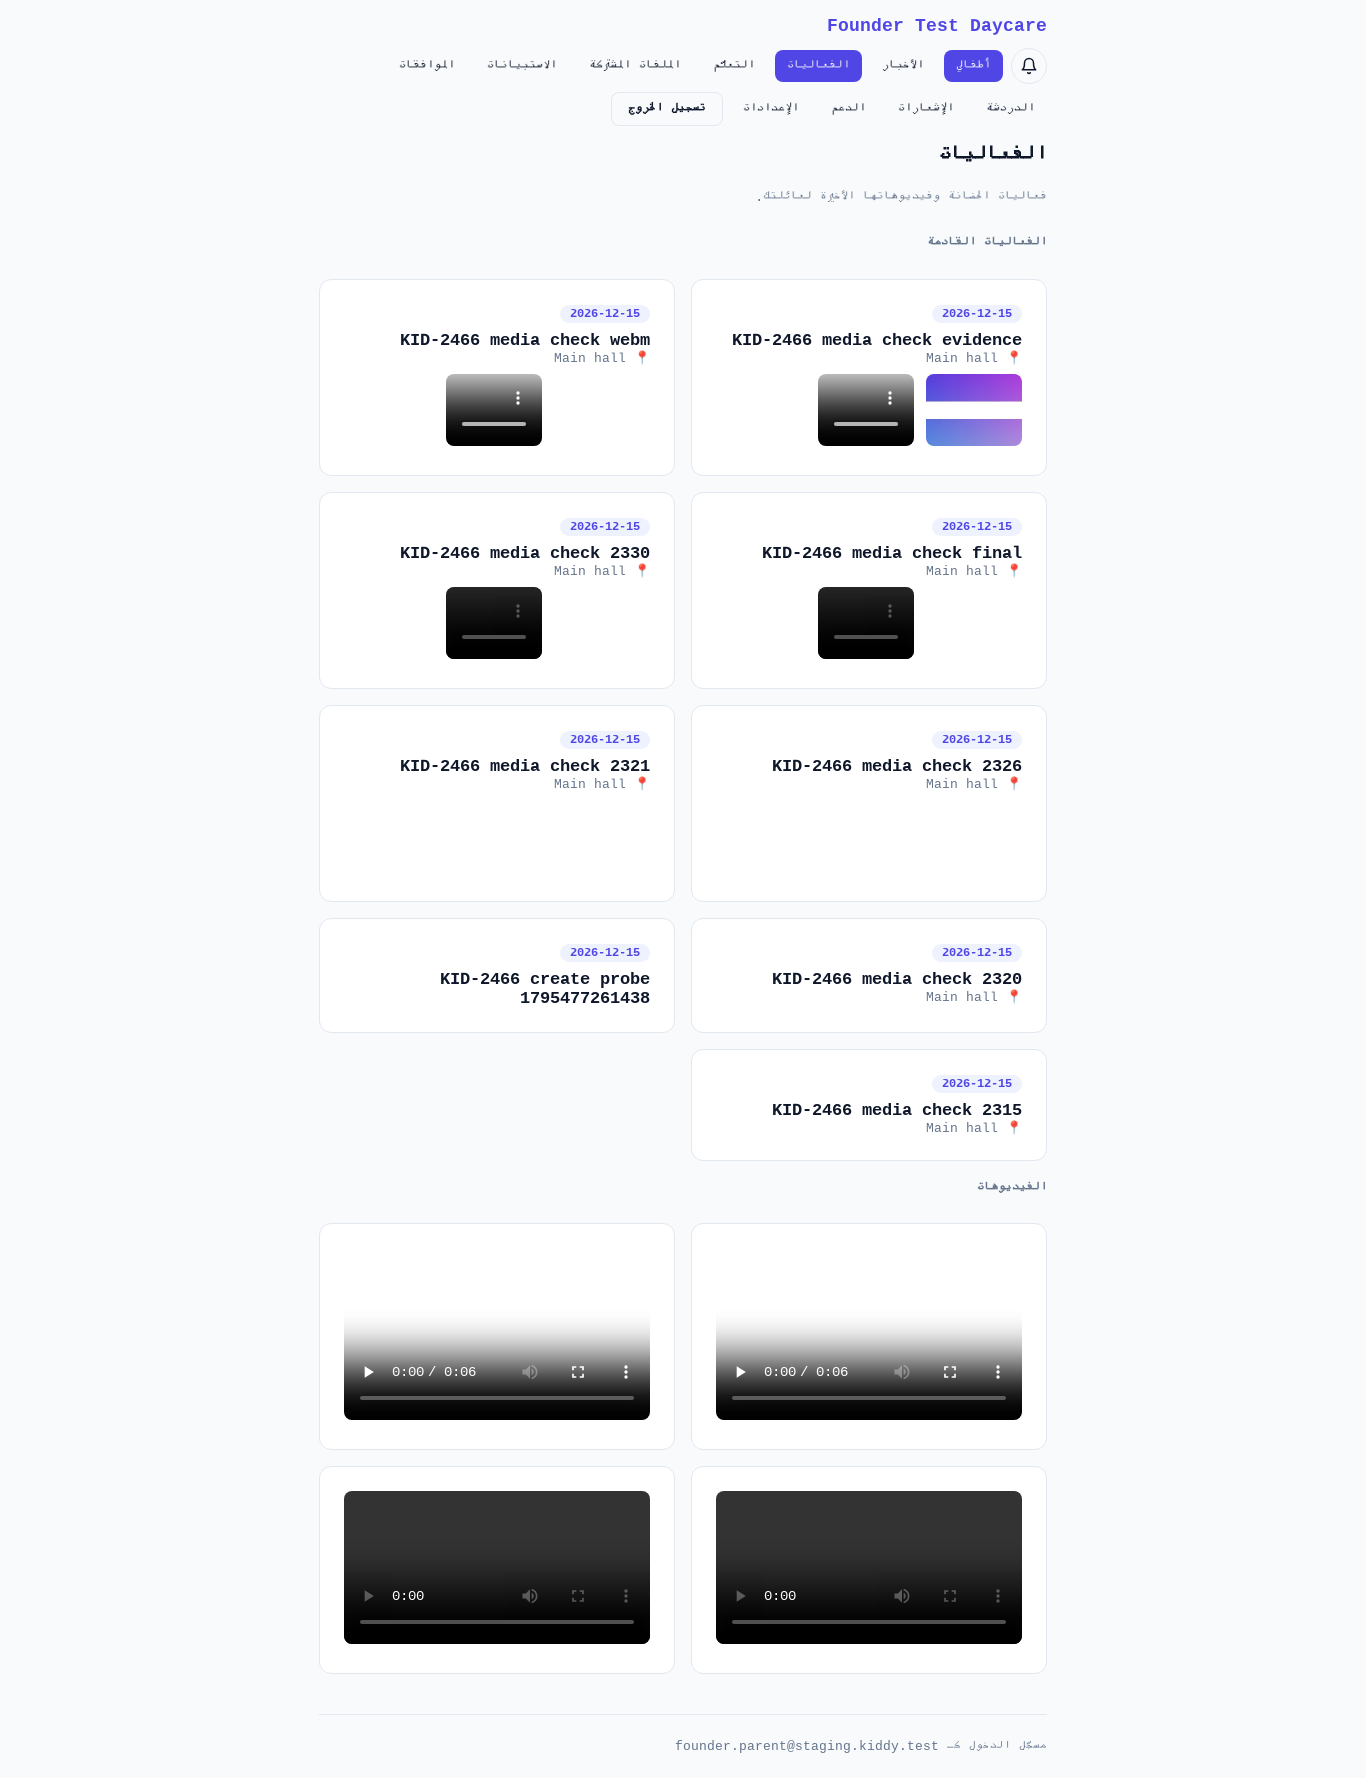 Founder Test Daycare
أطفالي الأخبار الفعاليات التعلّم الملفات المشتركة الاستبيانات الموافقات
الدردشة الإشعارات الدعم الإعدادات تسجيل الخروج
الفعاليات
فعاليات الحضانة وفيديوهاتها الأخيرة لعائلتك.
الفعاليات القادمة
2026-12-15
KID-2466 media check evidence
📍 Main hall
2026-12-15
KID-2466 media check webm
📍 Main hall
2026-12-15
KID-2466 media check final
📍 Main hall
2026-12-15
KID-2466 media check 2330
📍 Main hall
2026-12-15
KID-2466 media check 2326
📍 Main hall
2026-12-15
KID-2466 media check 2321
📍 Main hall
2026-12-15
KID-2466 media check 2320
📍 Main hall
2026-12-15
KID-2466 create probe
1795477261438
2026-12-15
KID-2466 media check 2315
📍 Main hall
الفيديوهات
0:00 / 0:06
0:00 / 0:06
0:00
0:00
مسجّل الدخول كـ founder.parent@staging.kiddy.test